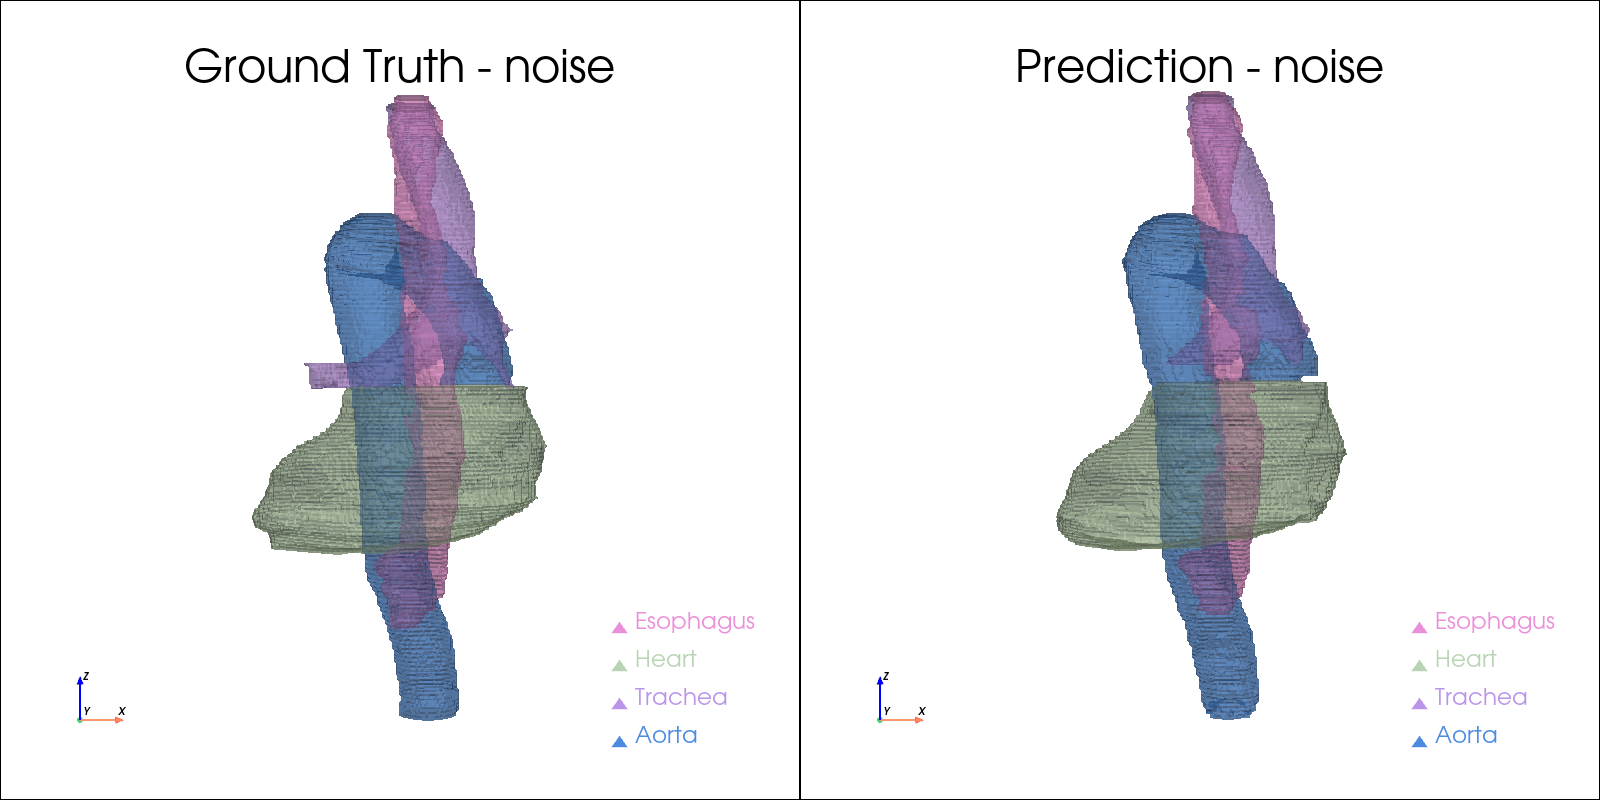 Ground Truth - noise
Esophagus
Heart
Trachea
Aorta
Z
Y
X
Prediction - noise
Esophagus
Heart
Trachea
Aorta
Z
Y
X